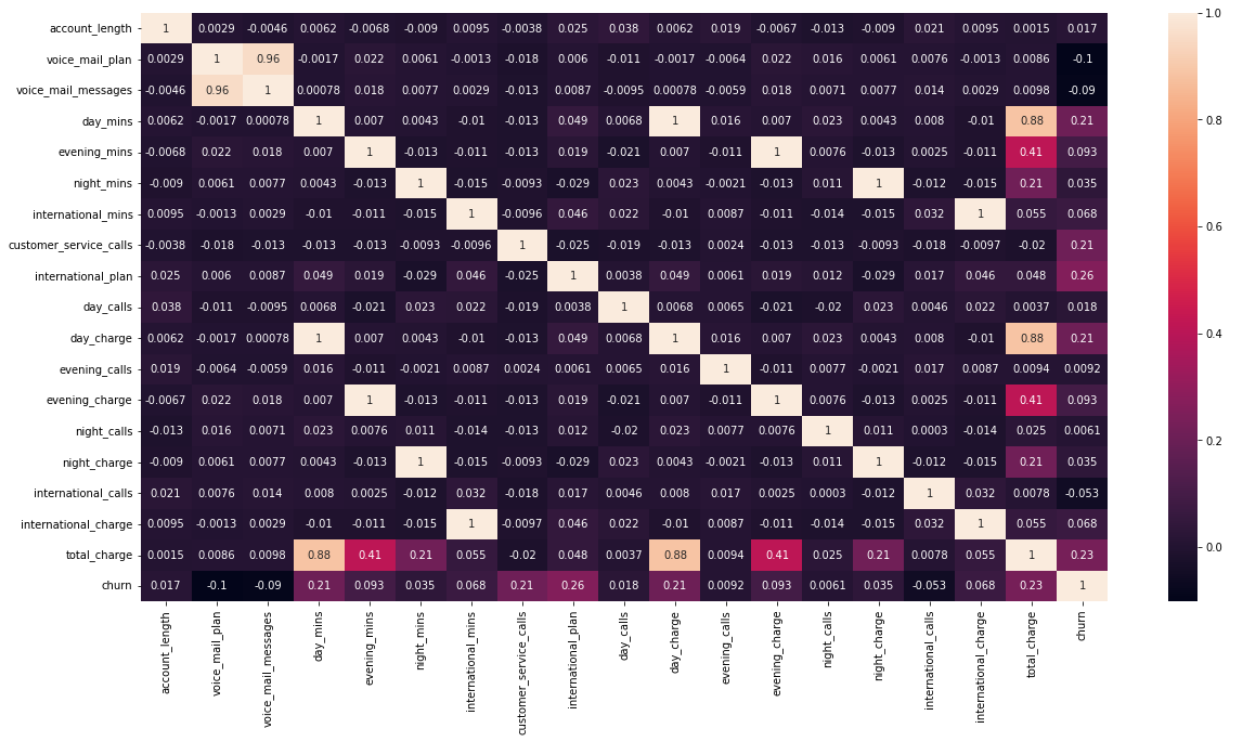 account_length 1 0.0029 -0.0046 0.0062 -0.0068 -0.009 0.0095 -0.0038 0.025 0.038 0.0062 0.019 -0.0067 -0.013 -0.009 0.021 0.0095 0.0015 0.017
voice_mail_plan 0.0029 1 0.96 -0.0017 0.022 0.0061 -0.0013 -0.018 0.006 -0.011 -0.0017 -0.0064 0.022 0.016 0.0061 0.0076 -0.0013 0.0086 -0.1
voice_mail_messages -0.0046 0.96 1 0.00078 0.018 0.0077 0.0029 -0.013 0.0087 -0.0095 0.00078 -0.0059 0.018 0.0071 0.0077 0.014 0.0029 0.0098 -0.09
day_mins 0.0062 -0.0017 0.00078 1 0.007 0.0043 -0.01 -0.013 0.049 0.0068 1 0.016 0.007 0.023 0.0043 0.008 -0.01 0.88 0.21
evening_mins -0.0068 0.022 0.018 0.007 1 -0.013 -0.011 -0.013 0.019 -0.021 0.007 -0.011 1 0.0076 -0.013 0.0025 -0.011 0.41 0.093
night_mins -0.009 0.0061 0.0077 0.0043 -0.013 1 -0.015 -0.0093 -0.029 0.023 0.0043 -0.0021 -0.013 0.011 1 -0.012 -0.015 0.21 0.035
international_mins 0.0095 -0.0013 0.0029 -0.01 -0.011 -0.015 1 -0.0096 0.046 0.022 -0.01 0.0087 -0.011 -0.014 -0.015 0.032 1 0.055 0.068
customer_service_calls -0.0038 -0.018 -0.013 -0.013 -0.013 -0.0093 -0.0096 1 -0.025 -0.019 -0.013 0.0024 -0.013 -0.013 -0.0093 -0.018 -0.0097 -0.02 0.21
international_plan 0.025 0.006 0.0087 0.049 0.019 -0.029 0.046 -0.025 1 0.0038 0.049 0.0061 0.019 0.012 -0.029 0.017 0.046 0.048 0.26
day_calls 0.038 -0.011 -0.0095 0.0068 -0.021 0.023 0.022 -0.019 0.0038 1 0.0068 0.0065 -0.021 -0.02 0.023 0.0046 0.022 0.0037 0.018
day_charge 0.0062 -0.0017 0.00078 1 0.007 0.0043 -0.01 -0.013 0.049 0.0068 1 0.016 0.007 0.023 0.0043 0.008 -0.01 0.88 0.21
evening_calls 0.019 -0.0064 -0.0059 0.016 -0.011 -0.0021 0.0087 0.0024 0.0061 0.0065 0.016 1 -0.011 0.0077 -0.0021 0.017 0.0087 0.0094 0.0092
evening_charge -0.0067 0.022 0.018 0.007 1 -0.013 -0.011 -0.013 0.019 -0.021 0.007 -0.011 1 0.0076 -0.013 0.0025 -0.011 0.41 0.093
night_calls -0.013 0.016 0.0071 0.023 0.0076 0.011 -0.014 -0.013 0.012 -0.02 0.023 0.0077 0.0076 1 0.011 0.0003 -0.014 0.025 0.0061
night_charge -0.009 0.0061 0.0077 0.0043 -0.013 1 -0.015 -0.0093 -0.029 0.023 0.0043 -0.0021 -0.013 0.011 1 -0.012 -0.015 0.21 0.035
international_calls 0.021 0.0076 0.014 0.008 0.0025 -0.012 0.032 -0.018 0.017 0.0046 0.008 0.017 0.0025 0.0003 -0.012 1 0.032 0.0078 -0.053
international_charge 0.0095 -0.0013 0.0029 -0.01 -0.011 -0.015 1 -0.0097 0.046 0.022 -0.01 0.0087 -0.011 -0.014 -0.015 0.032 1 0.055 0.068
total_charge 0.0015 0.0086 0.0098 0.88 0.41 0.21 0.055 -0.02 0.048 0.0037 0.88 0.0094 0.41 0.025 0.21 0.0078 0.055 1 0.23
churn 0.017 -0.1 -0.09 0.21 0.093 0.035 0.068 0.21 0.26 0.018 0.21 0.0092 0.093 0.0061 0.035 -0.053 0.068 0.23 1
account_length
voice_mail_plan
voice_mail_messages
day_mins
evening_mins
night_mins
international_mins
customer_service_calls
international_plan
day_calls
day_charge
evening_calls
evening_charge
night_calls
night_charge
international_calls
international_charge
total_charge
churn
1.0
0.8
0.6
0.4
0.2
0.0